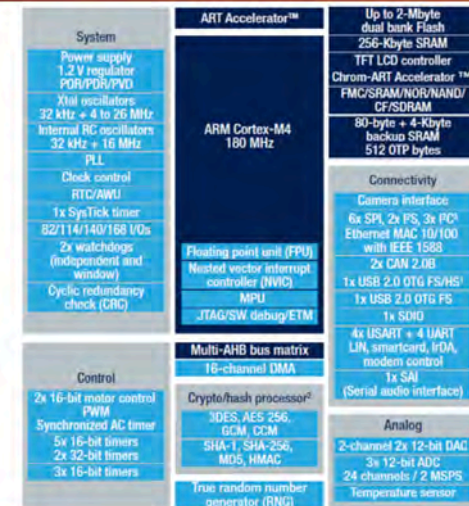 System
Power supply
1.2 V regulator
POR/PDR/PVD
Xtal oscillators
32 kHz + 4 to 26 MHz
Internal RC oscillators
32 kHz + 16 MHz
PLL
Clock control
RTC/AWU
1x SysTick timer
82/114/140/168 I/Os
2x watchdogs
(independent and
window)
Cyclic redundancy
check (CRC)
Control
2x 16-bit motor control
PWM
Synchronized AC timer
5x 16-bit timers
2x 32-bit timers
3x 16-bit timers
ART Accelerator™
ARM Cortex-M4
180 MHz
Floating point unit (FPU)
Nested vector interrupt
controller (NVIC)
MPU
JTAG/SW debug/ETM
Multi-AHB bus matrix
16-channel DMA
Crypto/hash processor²
3DES, AES 256,
GCM, CCM
SHA-1, SHA-256,
MD5, HMAC
True random number
generator (RNG)
Up to 2-Mbyte
dual bank Flash
256-Kbyte SRAM
TFT LCD controller
Chrom-ART Accelerator ™
FMC/SRAM/NOR/NAND/
CF/SDRAM
80-byte + 4-Kbyte
backup SRAM
512 OTP bytes
Connectivity
Camera interface
6x SPI, 2x I²S, 3x I²C
Ethernet MAC 10/100
with IEEE 1588
2x CAN 2.0B
1x USB 2.0 OTG FS/HS¹
1x USB 2.0 OTG FS
1x SDIO
4x USART + 4 UART
LIN, smartcard, IrDA,
modem control
1x SAI
(Serial audio interface)
Analog
2-channel 2x 12-bit DAC
3x 12-bit ADC
24 channels / 2 MSPS
Temperature sensor